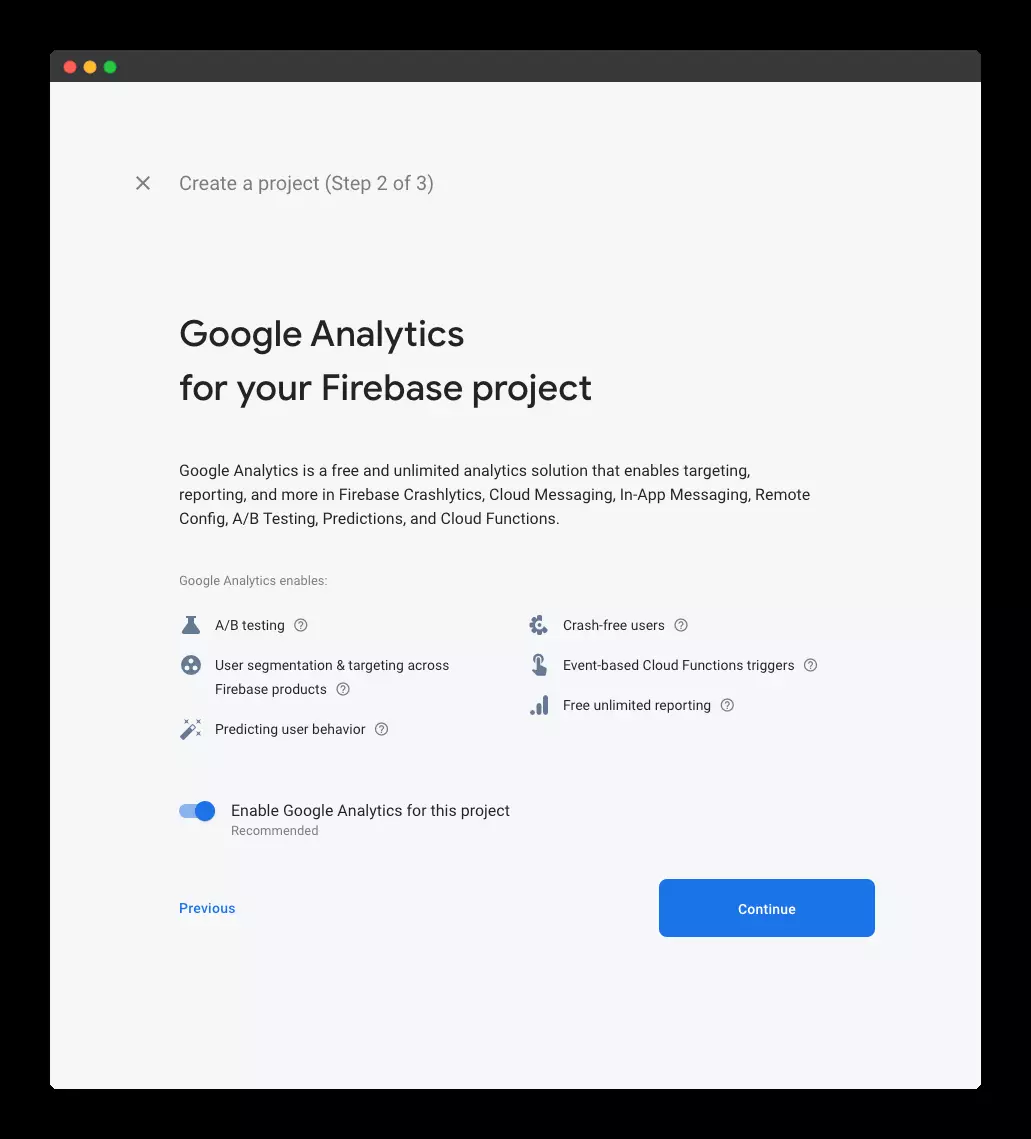 Create a project (Step 2 of 3)
Google Analytics
for your Firebase project
Google Analytics is a free and unlimited analytics solution that enables targeting,
reporting, and more in Firebase Crashlytics, Cloud Messaging, In-App Messaging, Remote
Config, A/B Testing, Predictions, and Cloud Functions.
Google Analytics enables:
A/B testing
User segmentation & targeting across
Firebase products
Predicting user behavior
Crash-free users
Event-based Cloud Functions triggers
Free unlimited reporting
Enable Google Analytics for this project
Recommended
Previous
Continue